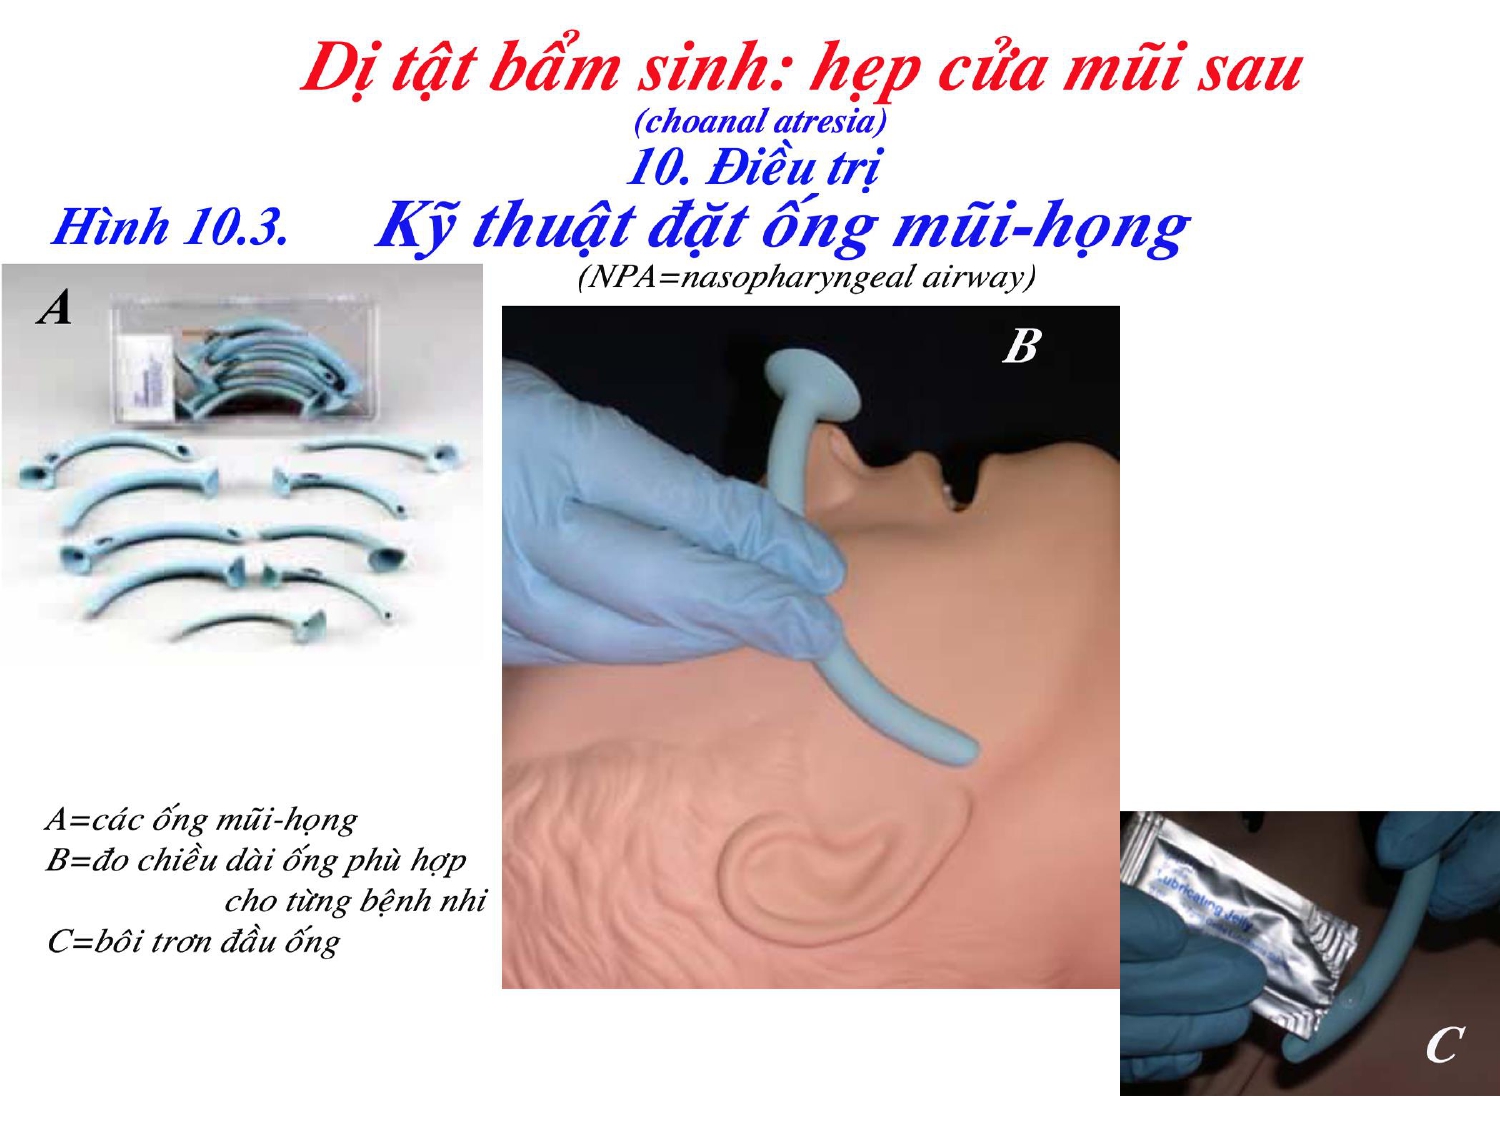 Dị tật bẩm sinh: hẹp cửa mũi sau
(choanal atresia)
10. Điều trị
Hình 10.3. Kỹ thuật đặt ống mũi-họng
(NPA=nasopharyngeal airway)
A
B
A=các ống mũi-họng
B=đo chiều dài ống phù hợp
cho từng bệnh nhi
C=bôi trơn đầu ống
Lubricating Jelly
C